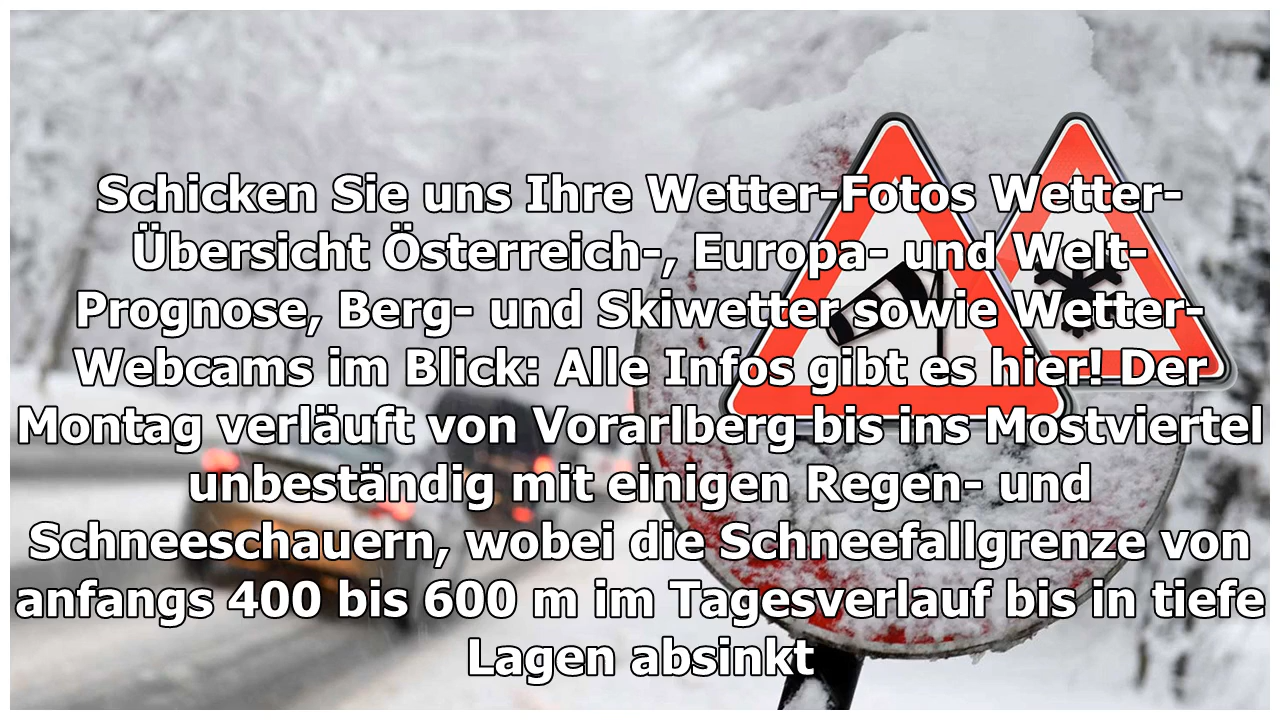 Schicken Sie uns Ihre Wetter-Fotos Wetter-
Übersicht Österreich-, Europa- und Welt-
Prognose, Berg- und Skiwetter sowie Wetter-
Webcams im Blick: Alle Infos gibt es hier! Der
Montag verläuft von Vorarlberg bis ins Mostviertel
unbeständig mit einigen Regen- und
Schneeschauern, wobei die Schneefallgrenze von
anfangs 400 bis 600 m im Tagesverlauf bis in tiefe
Lagen absinkt